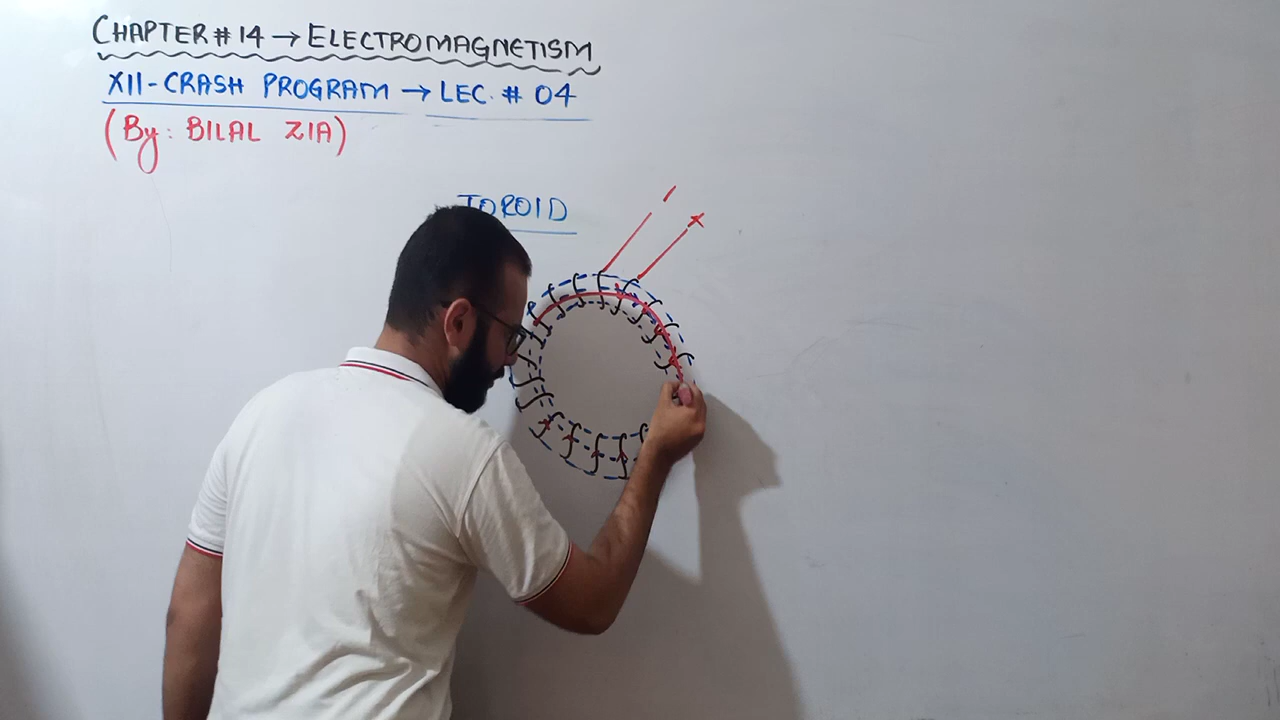 CHAPTER # 14 → ELECTROMAGNETISM
XII-CRASH PROGRAM → LEC. # 04
(By: BILAL ZIA)
TOROID